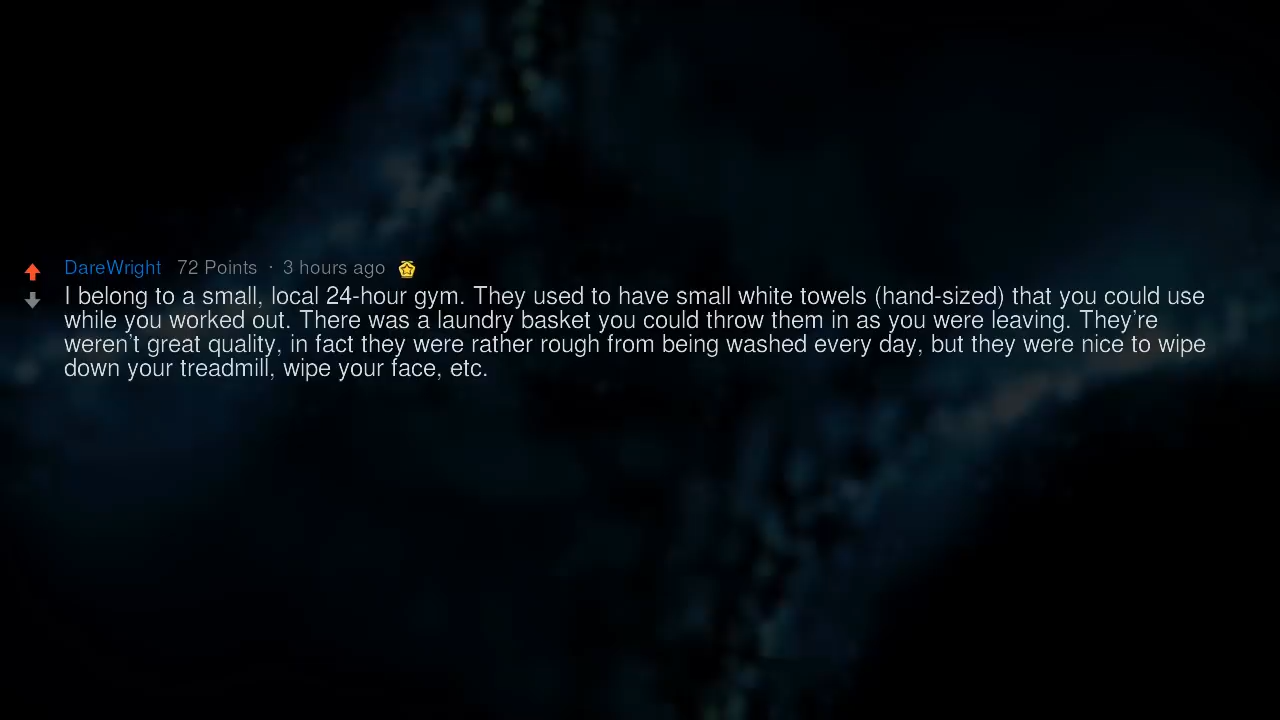 DareWright 72 Points · 3 hours ago
I belong to a small, local 24-hour gym. They used to have small white towels (hand-sized) that you could use
while you worked out. There was a laundry basket you could throw them in as you were leaving. They're
weren't great quality, in fact they were rather rough from being washed every day, but they were nice to wipe
down your treadmill, wipe your face, etc.